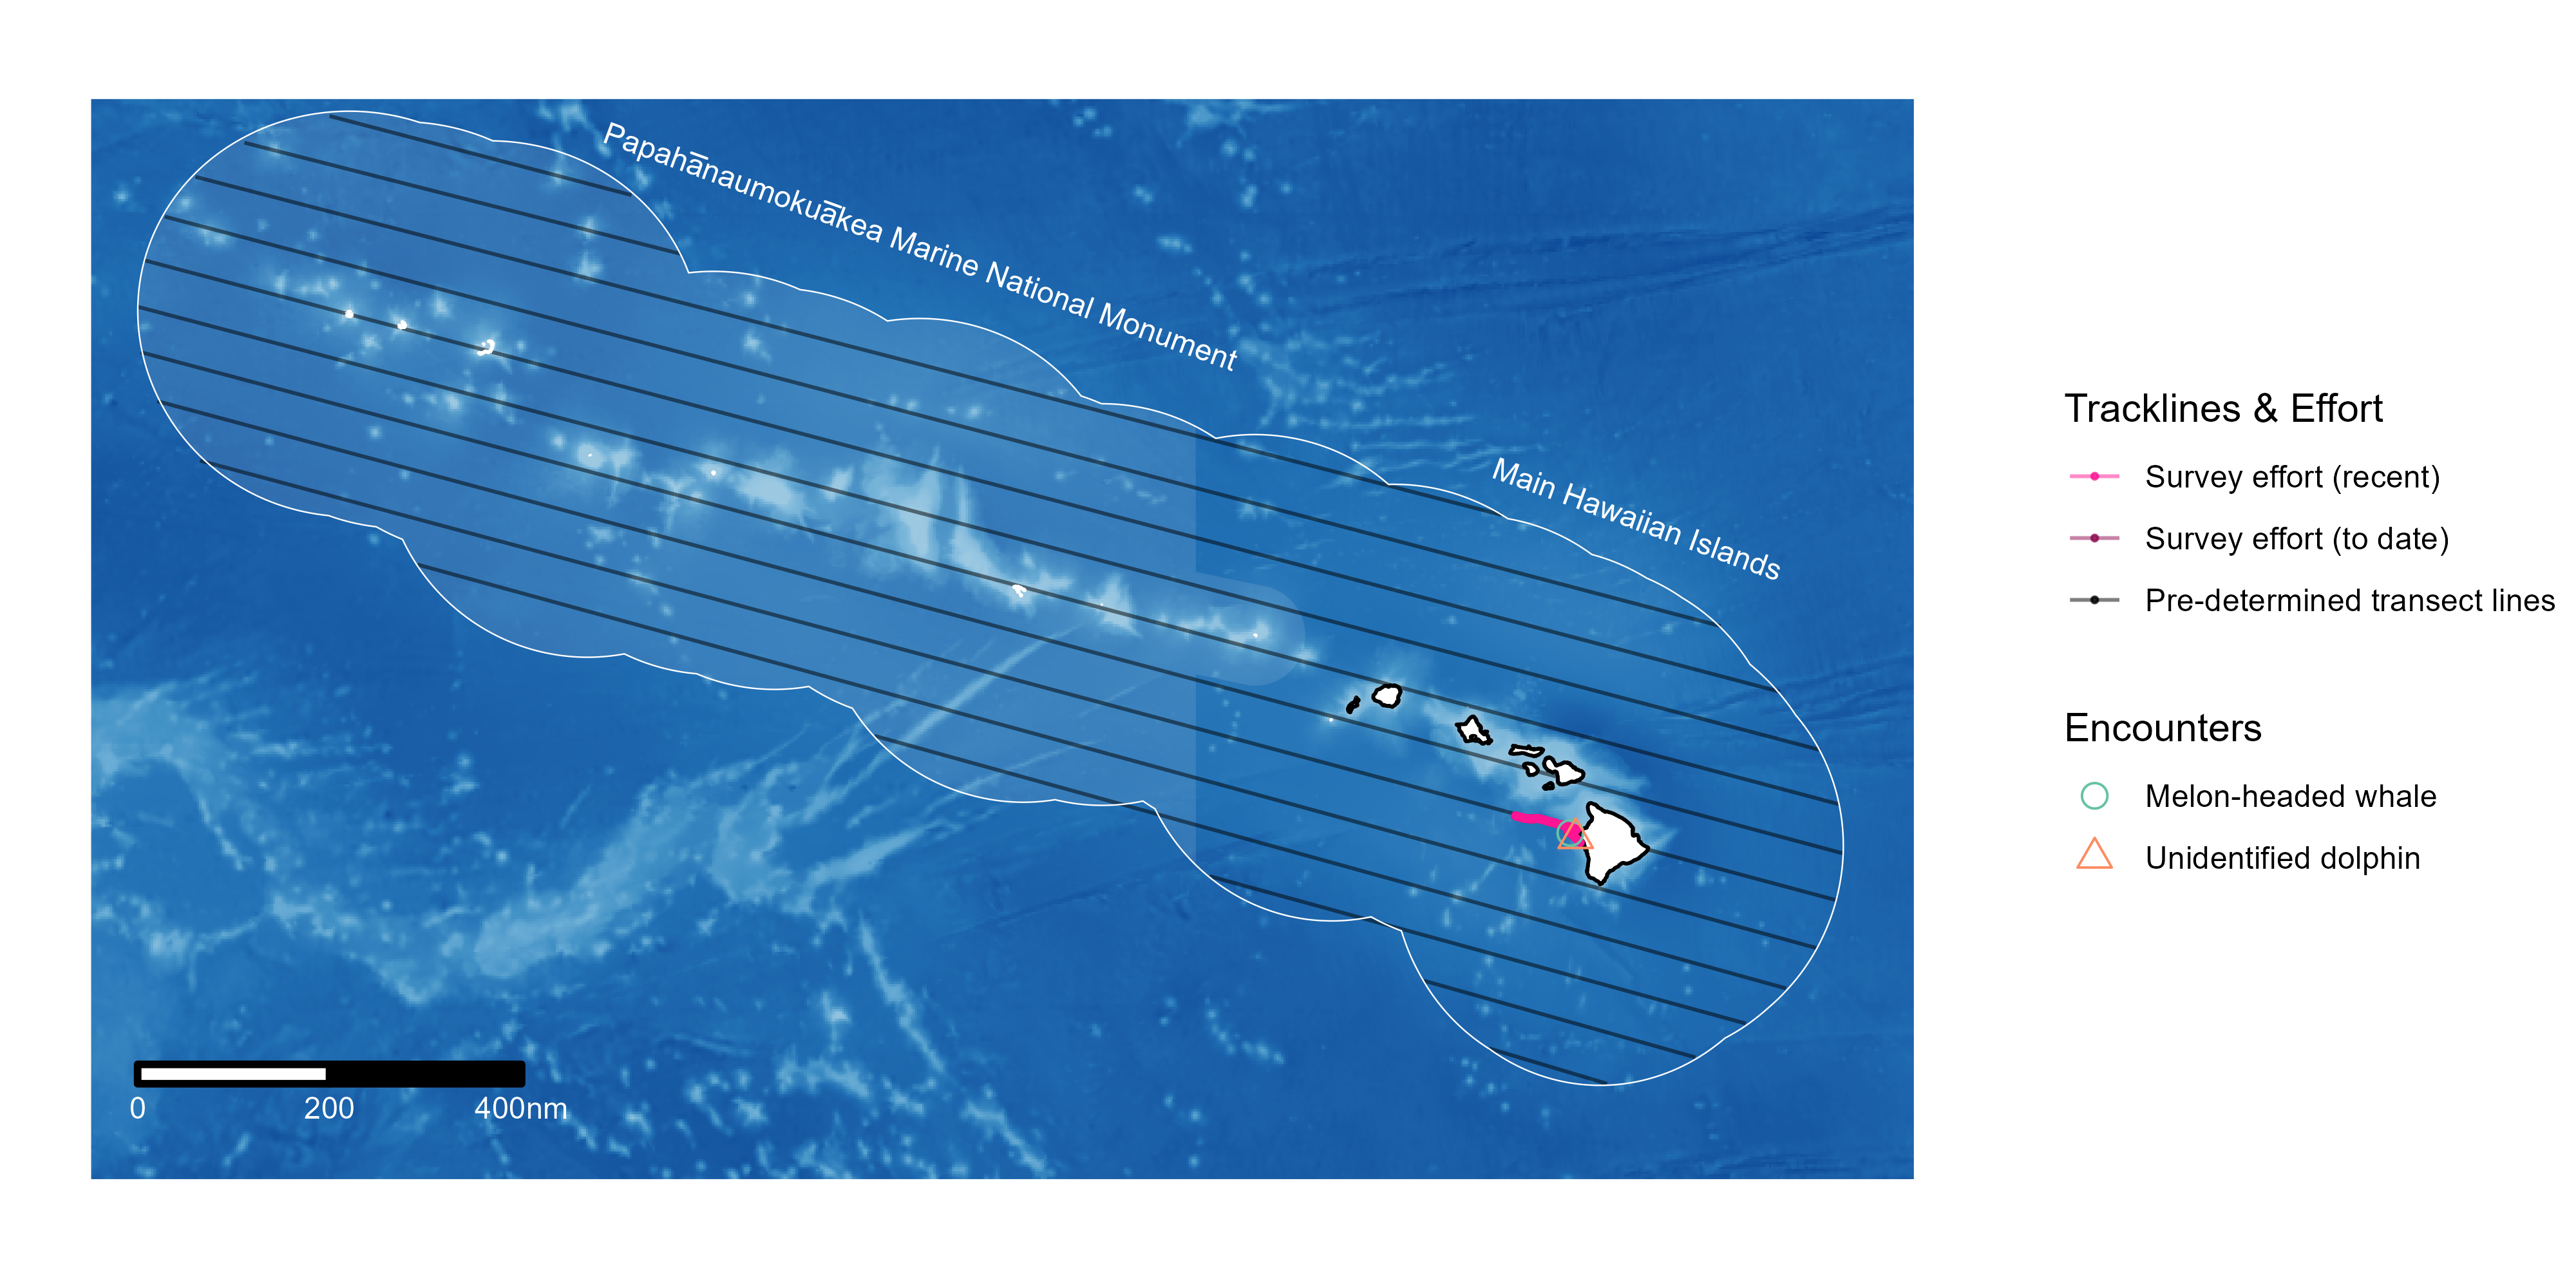 Papahānaumokuākea Marine National Monument
Main Hawaiian Islands
0 200 400nm
Tracklines & Effort
Survey effort (recent)
Survey effort (to date)
Pre-determined transect lines
Encounters
Melon-headed whale
Unidentified dolphin